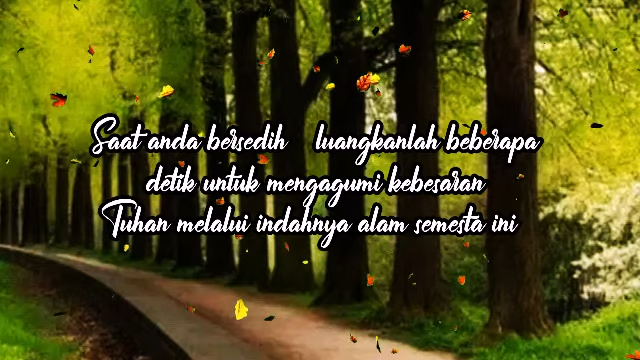 Saat anda bersedih luangkanlah beberapa
detik untuk mengagumi kebesaran
Tuhan melalui indahnya alam semesta ini